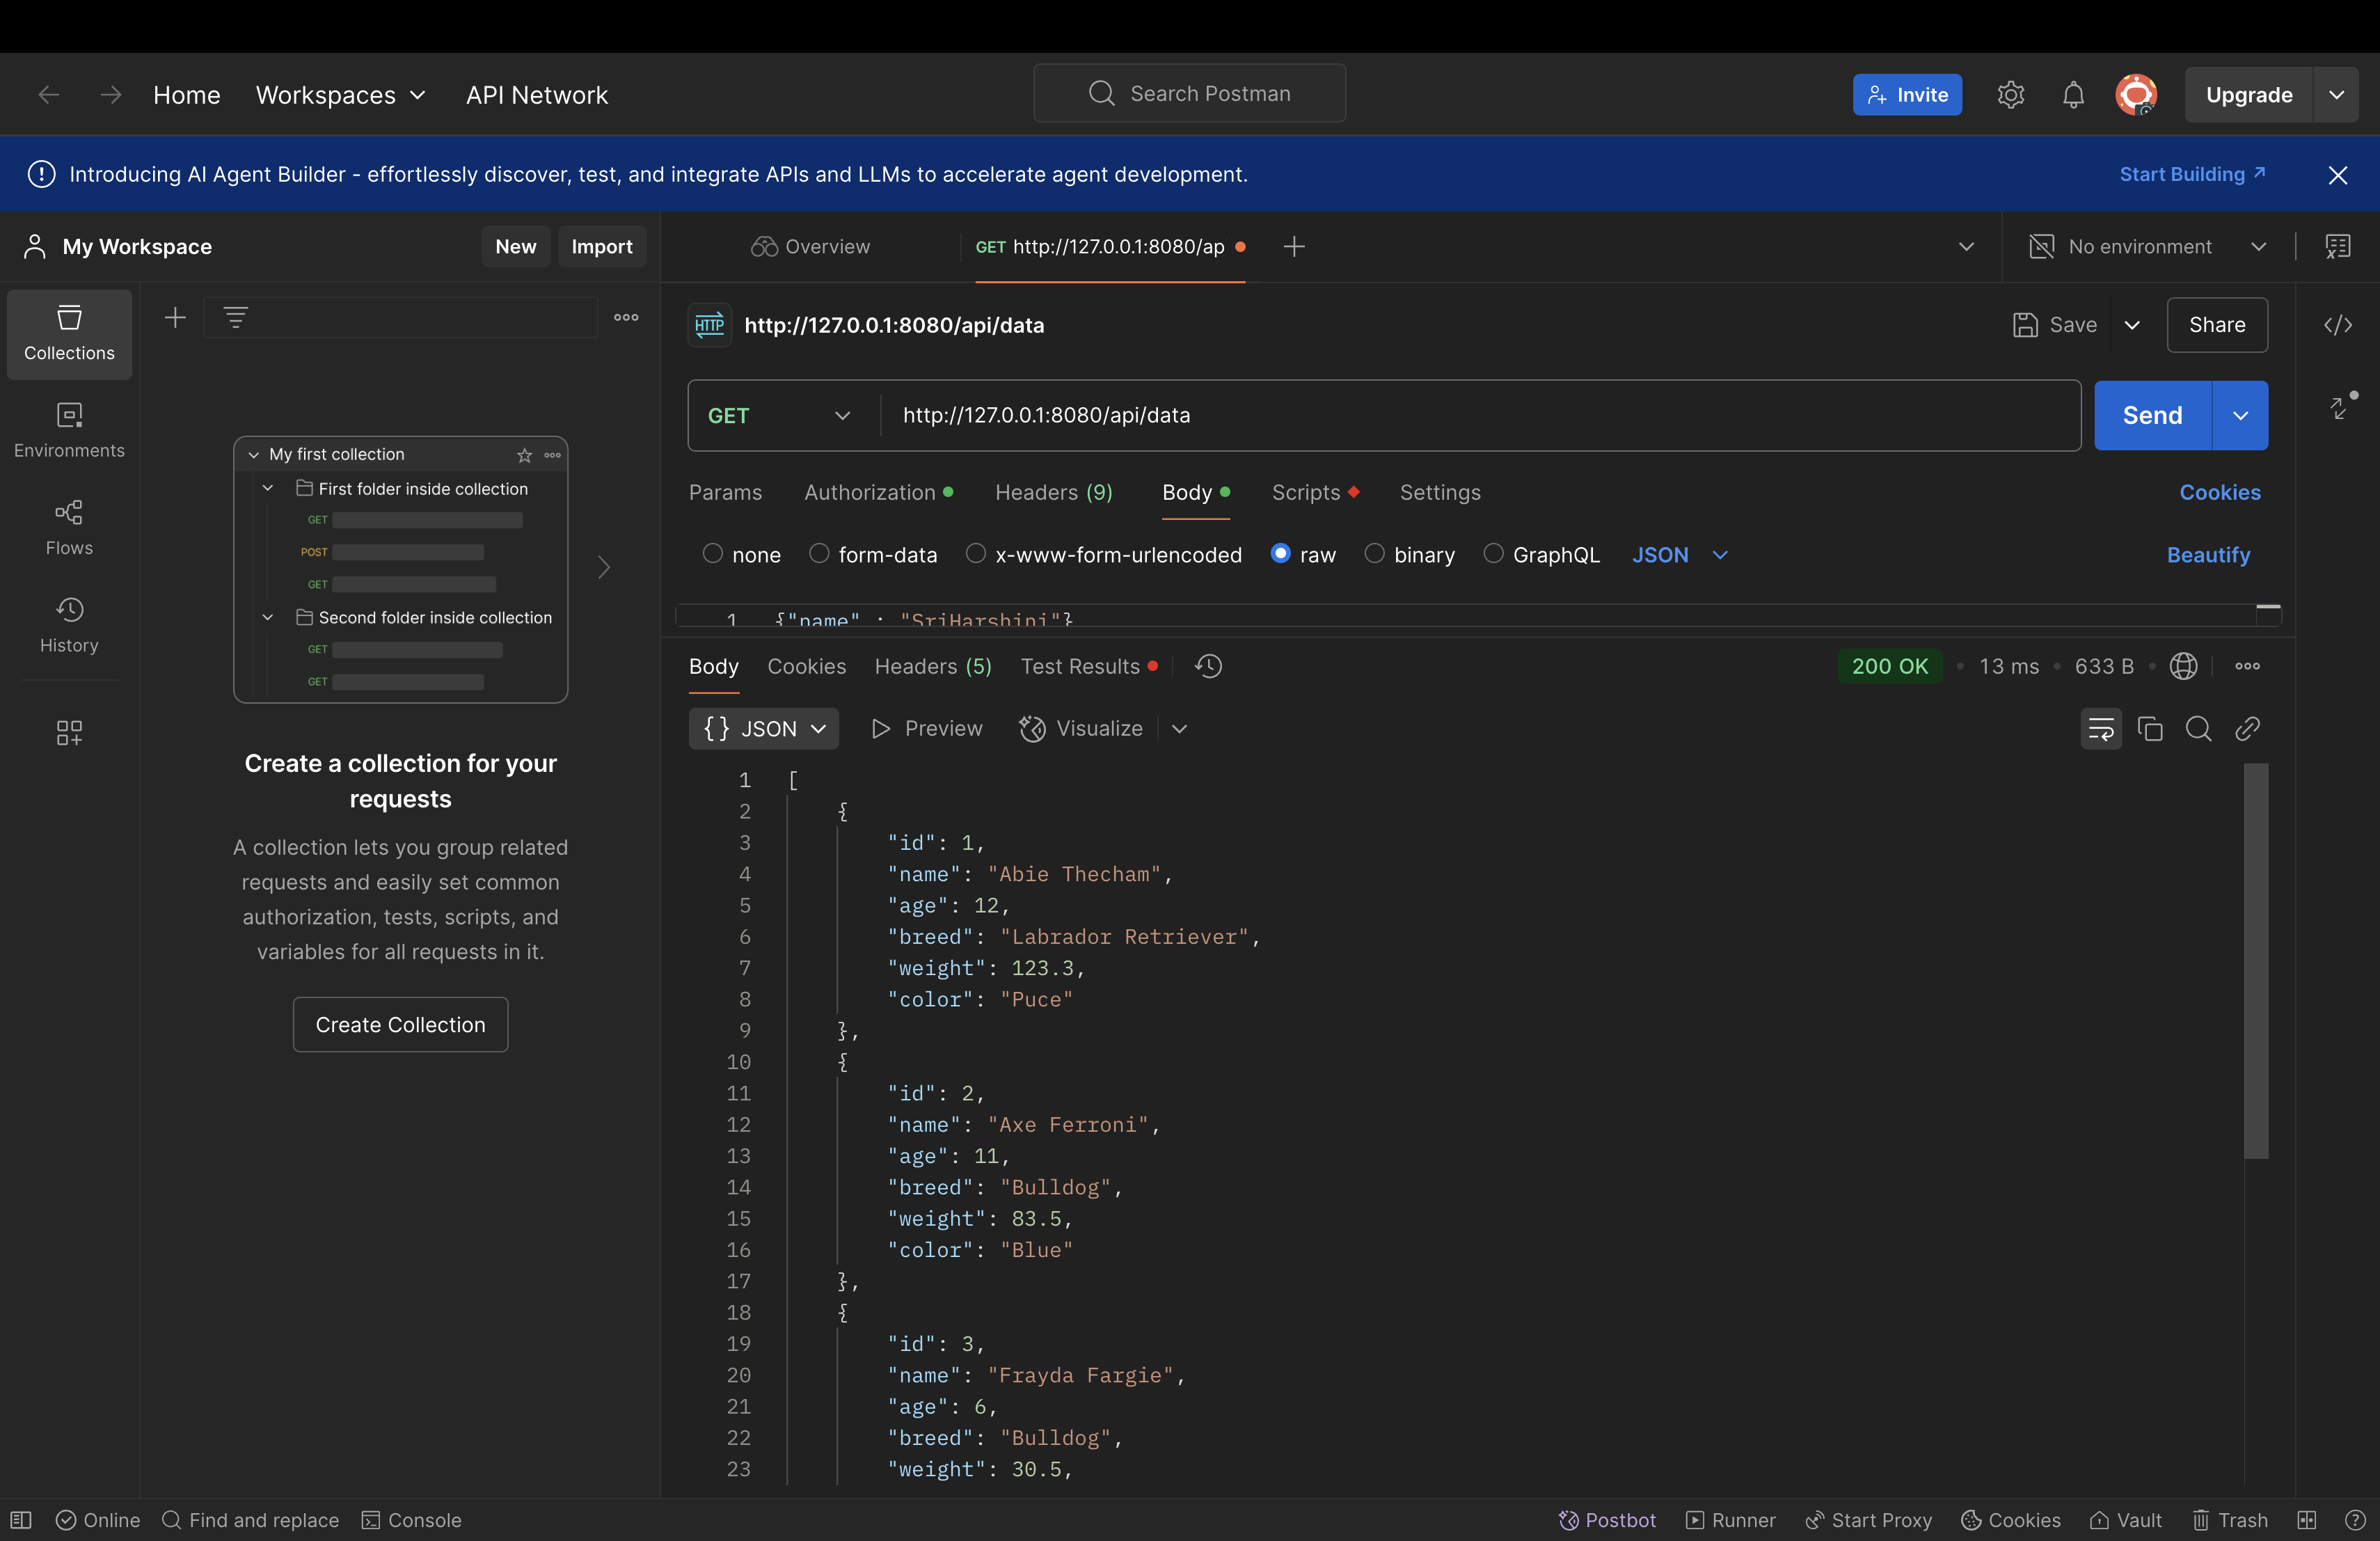 Home Workspaces API Network Search Postman Invite Upgrade
Introducing AI Agent Builder - effortlessly discover, test, and integrate APIs and LLMs to accelerate agent development. Start Building
My Workspace New Import
Overview GET http://127.0.0.1:8080/ap No environment
Collections
Environments
Flows
History
My first collection
First folder inside collection
GET
POST
GET
Second folder inside collection
GET
GET
Create a collection for your
requests
A collection lets you group related
requests and easily set common
authorization, tests, scripts, and
variables for all requests in it.
Create Collection
HTTP http://127.0.0.1:8080/api/data Save Share
GET http://127.0.0.1:8080/api/data Send
Params Authorization Headers (9) Body Scripts Settings Cookies
none form-data x-www-form-urlencoded raw binary GraphQL JSON Beautify
1 {"name" : "SriHarshini"}
Body Cookies Headers (5) Test Results 200 OK • 13 ms • 633 B
{} JSON Preview Visualize
1 [
2 {
3 "id": 1,
4 "name": "Abie Thecham",
5 "age": 12,
6 "breed": "Labrador Retriever",
7 "weight": 123.3,
8 "color": "Puce"
9 },
10 {
11 "id": 2,
12 "name": "Axe Ferroni",
13 "age": 11,
14 "breed": "Bulldog",
15 "weight": 83.5,
16 "color": "Blue"
17 },
18 {
19 "id": 3,
20 "name": "Frayda Fargie",
21 "age": 6,
22 "breed": "Bulldog",
23 "weight": 30.5,
Online Find and replace Console Postbot Runner Start Proxy Cookies Vault Trash